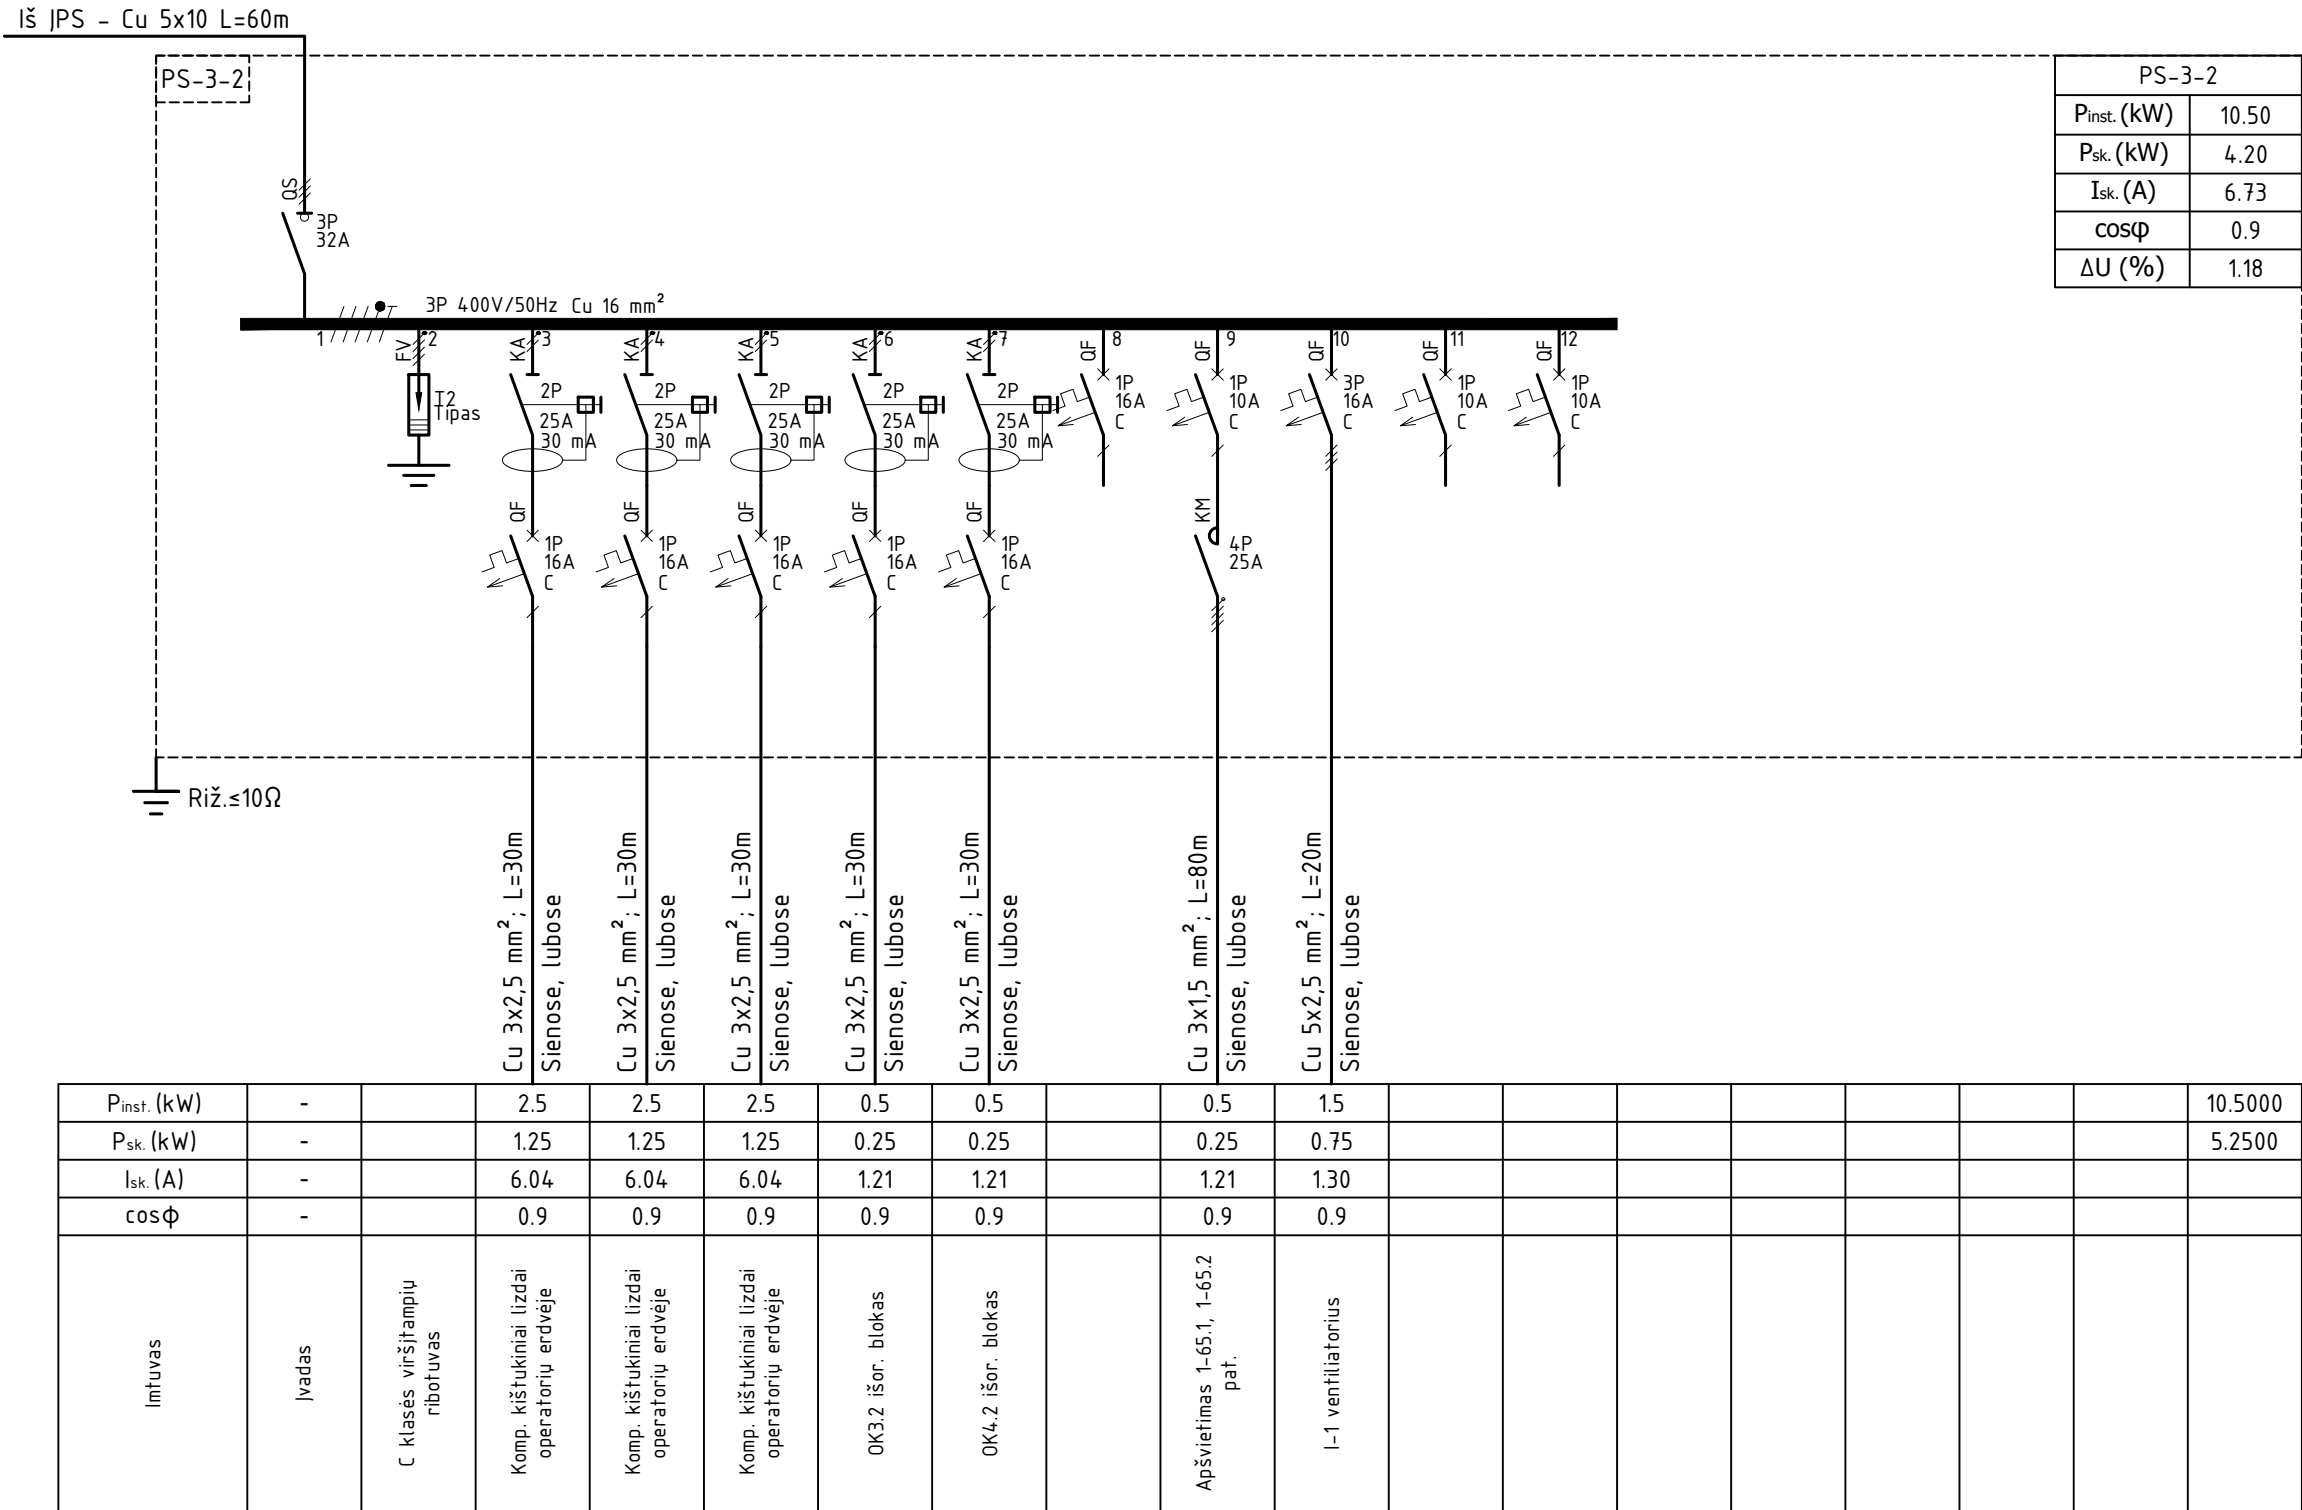 Iš ĮPS - Cu 5x10 L=60m
PS-3-2
PS-3-2
Pinst. (kW) 10.50
Psk. (kW) 4.20
Isk. (A) 6.73
cosφ 0.9
ΔU (%) 1.18
QS
3P
32A
3P 400V/50Hz Cu 16 mm²
1 2 3 4 5 6 7 8 9 10 11 12
FV KA KA KA KA KA QF QF QF QF QF
T2
Tipas
2P
25A
30 mA
2P
25A
30 mA
2P
25A
30 mA
2P
25A
30 mA
2P
25A
30 mA
1P
16A
C
1P
10A
C
3P
16A
C
1P
10A
C
1P
10A
C
QF QF QF QF QF KM
1P
16A
C
1P
16A
C
1P
16A
C
1P
16A
C
1P
16A
C
4P
25A
Riž.≤10Ω
Cu 3x2,5 mm²; L=30m
Sienose, lubose
Cu 3x2,5 mm²; L=30m
Sienose, lubose
Cu 3x2,5 mm²; L=30m
Sienose, lubose
Cu 3x2,5 mm²; L=30m
Sienose, lubose
Cu 3x2,5 mm²; L=30m
Sienose, lubose
Cu 3x1,5 mm²; L=80m
Sienose, lubose
Cu 5x2,5 mm²; L=20m
Sienose, lubose
Pinst. (kW) - 2.5 2.5 2.5 0.5 0.5 0.5 1.5 10.5000
Psk. (kW) - 1.25 1.25 1.25 0.25 0.25 0.25 0.75 5.2500
Isk. (A) - 6.04 6.04 6.04 1.21 1.21 1.21 1.30
cosφ - 0.9 0.9 0.9 0.9 0.9 0.9 0.9
Imtuvas
Įvadas
C klasės viršįtampių
ribotuvas
Komp. kištukiniai lizdai
operatorių erdvėje
Komp. kištukiniai lizdai
operatorių erdvėje
Komp. kištukiniai lizdai
operatorių erdvėje
OK3.2 išor. blokas
OK4.2 išor. blokas
Apšvietimas 1-65.1, 1-65.2
pat.
I-1 ventiliatorius